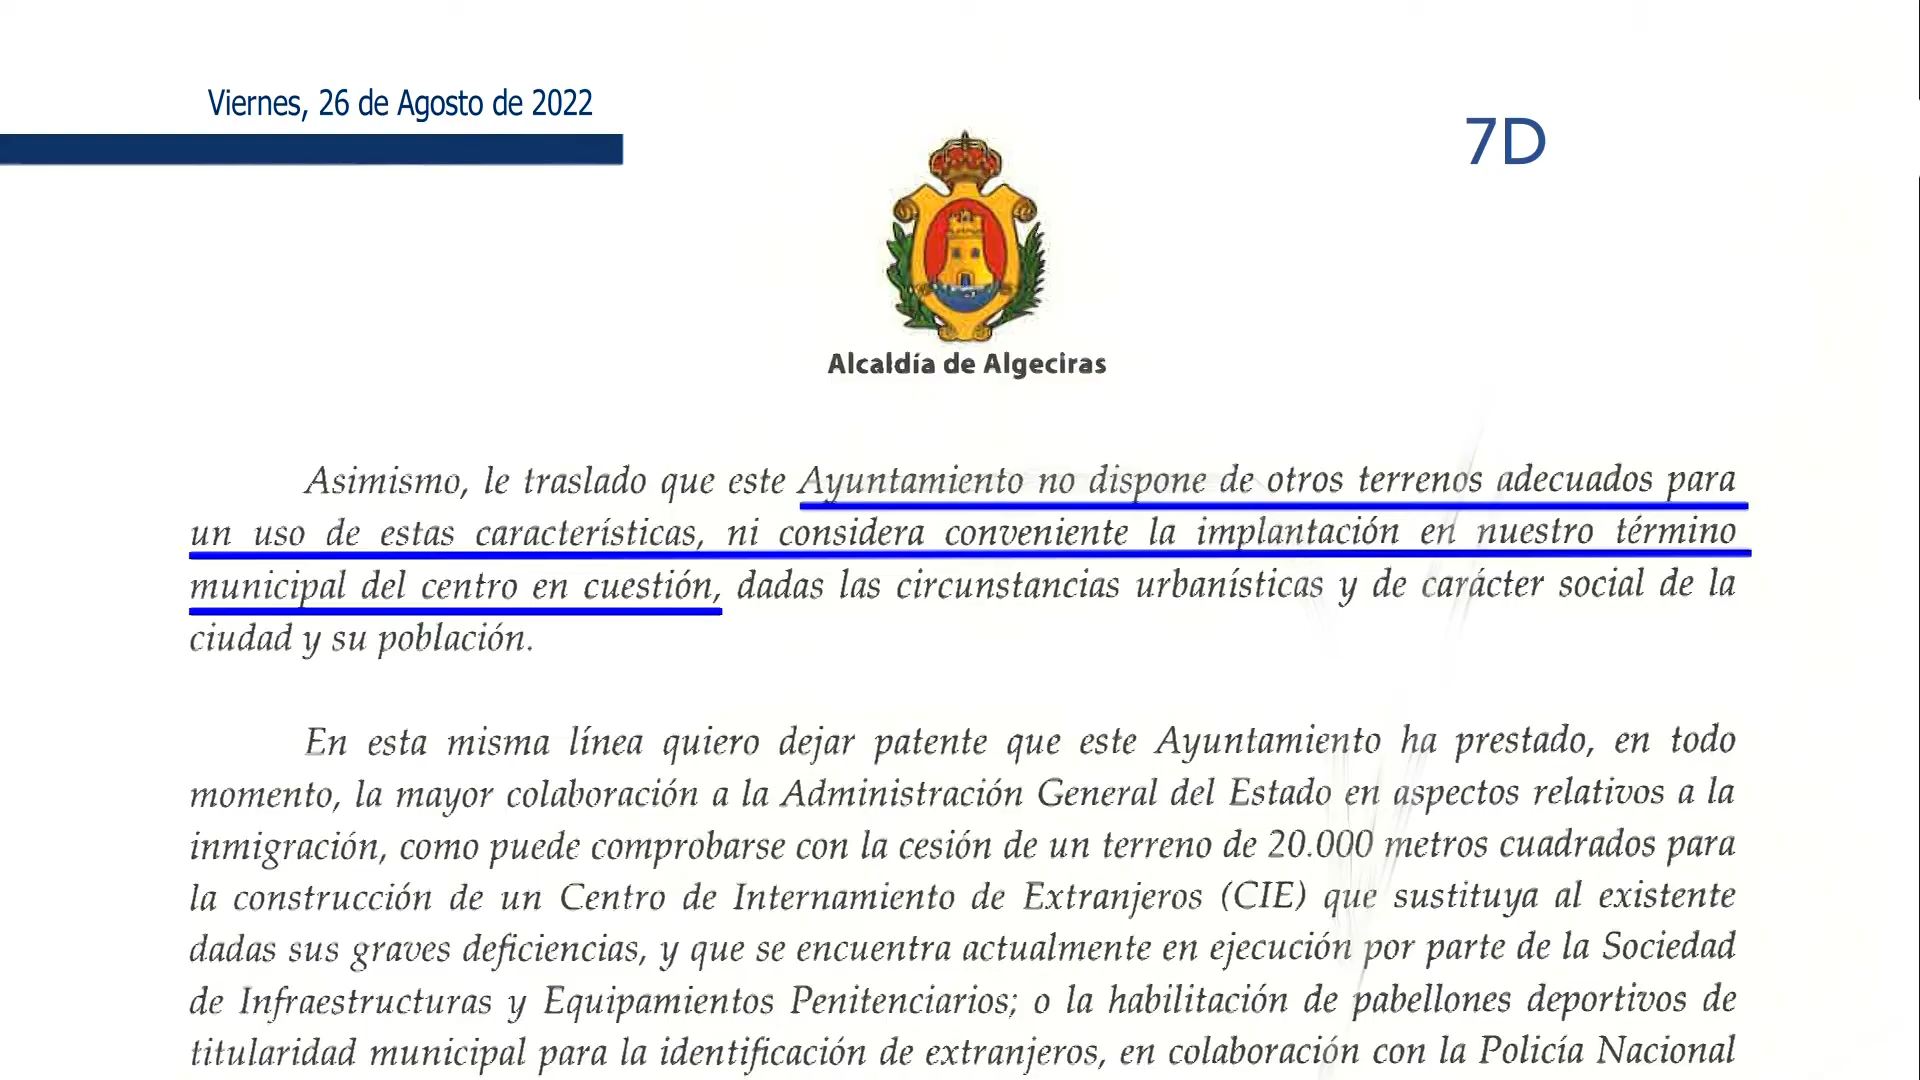 Viernes, 26 de Agosto de 2022
7D
Alcaldía de Algeciras
Asimismo, le traslado que este Ayuntamiento no dispone de otros terrenos adecuados para
un uso de estas características, ni considera conveniente la implantación en nuestro término
municipal del centro en cuestión, dadas las circunstancias urbanísticas y de carácter social de la
ciudad y su población.
En esta misma línea quiero dejar patente que este Ayuntamiento ha prestado, en todo
momento, la mayor colaboración a la Administración General del Estado en aspectos relativos a la
inmigración, como puede comprobarse con la cesión de un terreno de 20.000 metros cuadrados para
la construcción de un Centro de Internamiento de Extranjeros (CIE) que sustituya al existente
dadas sus graves deficiencias, y que se encuentra actualmente en ejecución por parte de la Sociedad
de Infraestructuras y Equipamientos Penitenciarios; o la habilitación de pabellones deportivos de
titularidad municipal para la identificación de extranjeros, en colaboración con la Policía Nacional